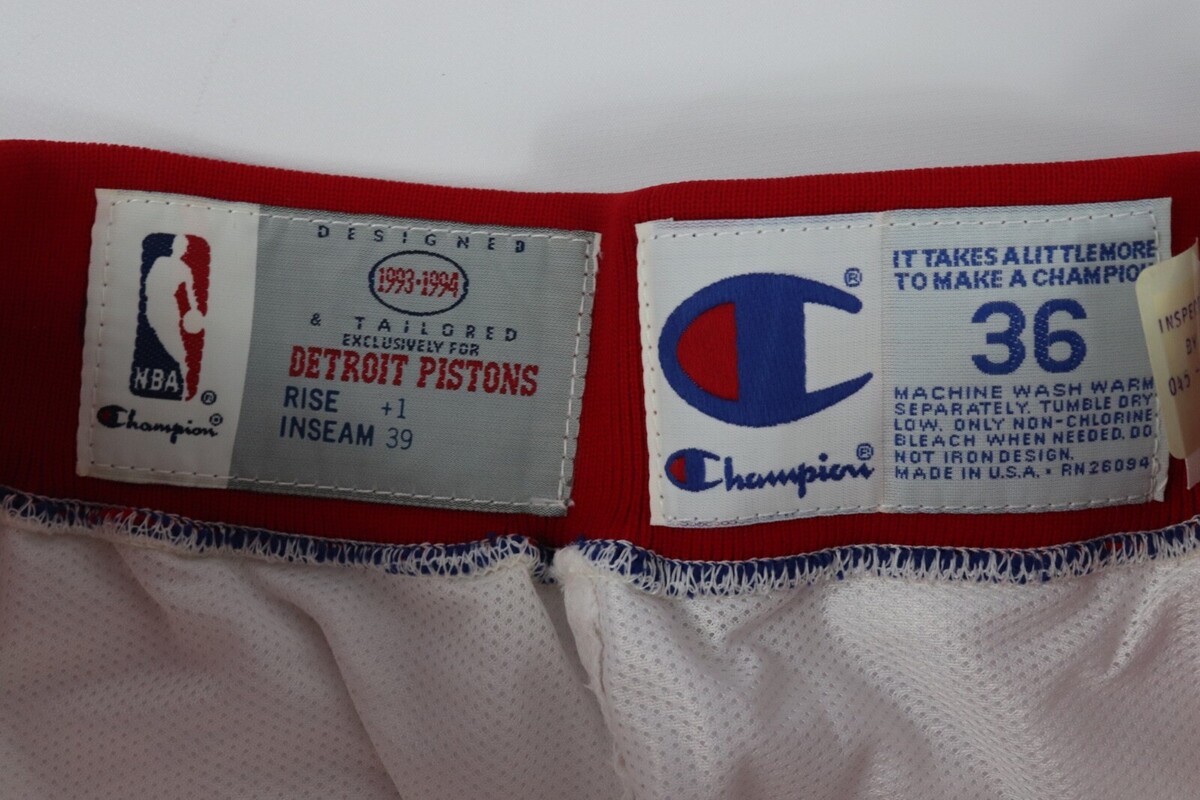 DESIGNED
1993-1994
& TAILORED
EXCLUSIVELY FOR
DETROIT PISTONS
RISE +1
INSEAM 39
NBA®
Champion®
®
Champion®
IT TAKES A LITTLE MORE
TO MAKE A CHAMPION
36
MACHINE WASH WARM
SEPARATELY. TUMBLE DRY
LOW. ONLY NON-CHLORINE
BLEACH WHEN NEEDED. DO
NOT IRON DESIGN.
MADE IN U.S.A. • RN26094
BY